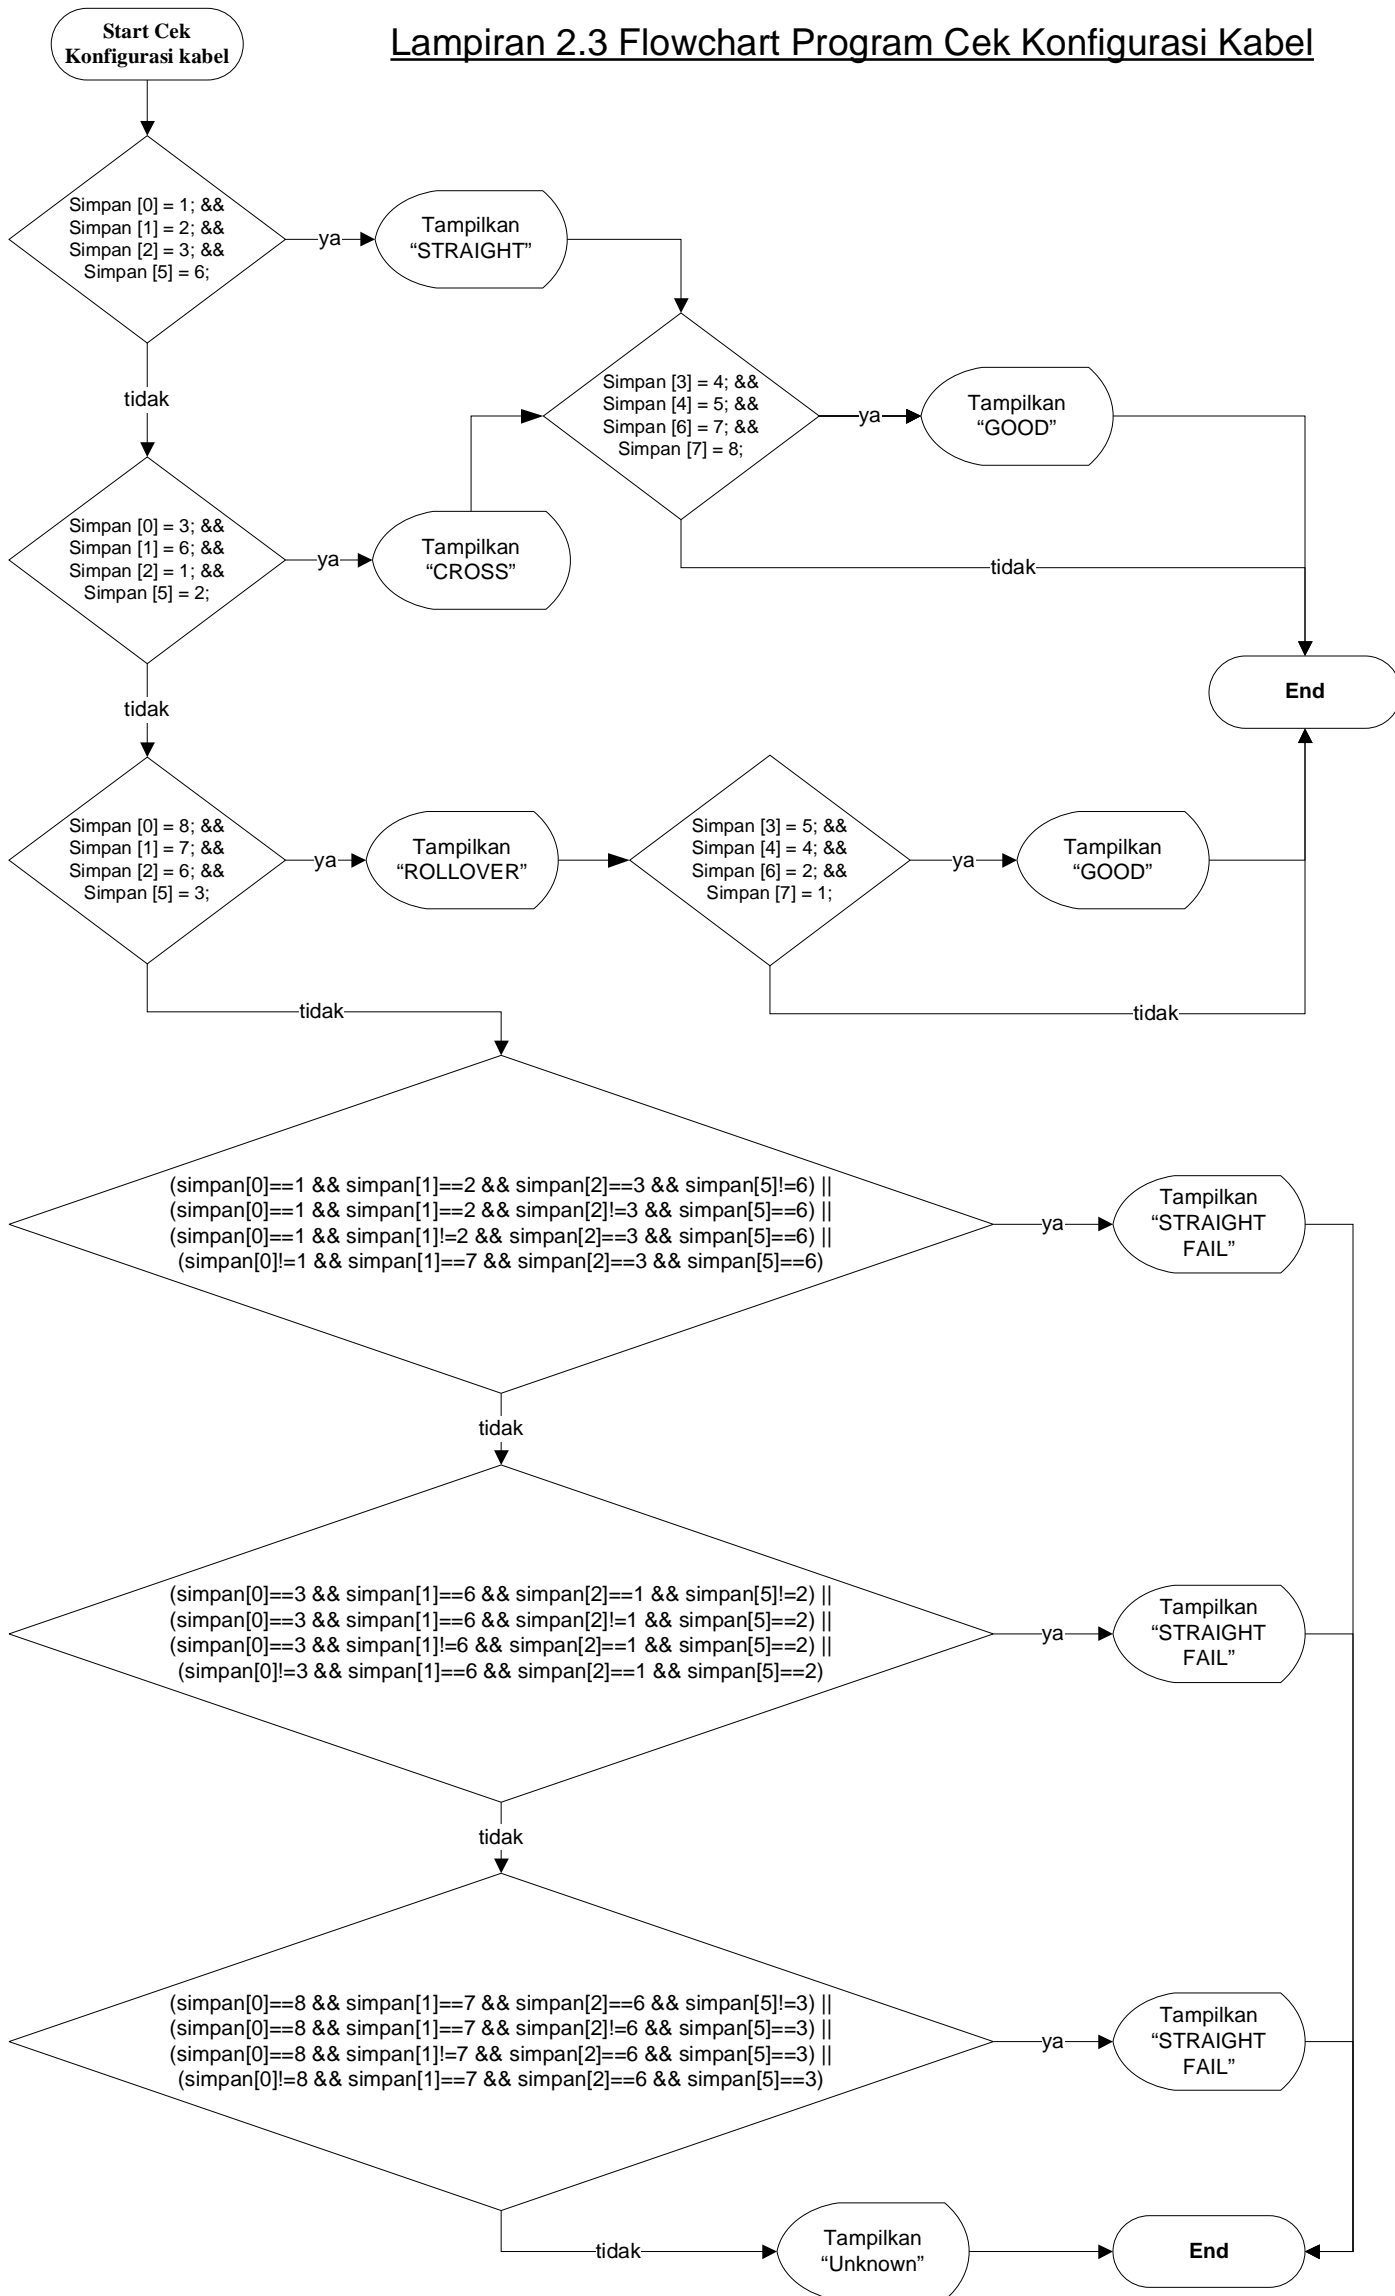 Lampiran 2.3 Flowchart Program Cek Konfigurasi Kabel
Start Cek
Konfigurasi kabel
Simpan [0] = 1; &&
Simpan [1] = 2; &&
Simpan [2] = 3; &&
Simpan [5] = 6;
ya
Tampilkan
“STRAIGHT”
tidak
Simpan [3] = 4; &&
Simpan [4] = 5; &&
Simpan [6] = 7; &&
Simpan [7] = 8;
ya
Tampilkan
“GOOD”
tidak
Simpan [0] = 3; &&
Simpan [1] = 6; &&
Simpan [2] = 1; &&
Simpan [5] = 2;
ya
Tampilkan
“CROSS”
End
tidak
Simpan [0] = 8; &&
Simpan [1] = 7; &&
Simpan [2] = 6; &&
Simpan [5] = 3;
ya
Tampilkan
“ROLLOVER”
Simpan [3] = 5; &&
Simpan [4] = 4; &&
Simpan [6] = 2; &&
Simpan [7] = 1;
ya
Tampilkan
“GOOD”
tidak
tidak
(simpan[0]==1 && simpan[1]==2 && simpan[2]==3 && simpan[5]!=6) ||
(simpan[0]==1 && simpan[1]==2 && simpan[2]!=3 && simpan[5]==6) ||
(simpan[0]==1 && simpan[1]!=2 && simpan[2]==3 && simpan[5]==6) ||
(simpan[0]!=1 && simpan[1]==7 && simpan[2]==3 && simpan[5]==6)
ya
Tampilkan
“STRAIGHT
FAIL”
tidak
(simpan[0]==3 && simpan[1]==6 && simpan[2]==1 && simpan[5]!=2) ||
(simpan[0]==3 && simpan[1]==6 && simpan[2]!=1 && simpan[5]==2) ||
(simpan[0]==3 && simpan[1]!=6 && simpan[2]==1 && simpan[5]==2) ||
(simpan[0]!=3 && simpan[1]==6 && simpan[2]==1 && simpan[5]==2)
ya
Tampilkan
“STRAIGHT
FAIL”
tidak
(simpan[0]==8 && simpan[1]==7 && simpan[2]==6 && simpan[5]!=3) ||
(simpan[0]==8 && simpan[1]==7 && simpan[2]!=6 && simpan[5]==3) ||
(simpan[0]==8 && simpan[1]!=7 && simpan[2]==6 && simpan[5]==3) ||
(simpan[0]!=8 && simpan[1]==7 && simpan[2]==6 && simpan[5]==3)
ya
Tampilkan
“STRAIGHT
FAIL”
tidak
Tampilkan
“Unknown”
End